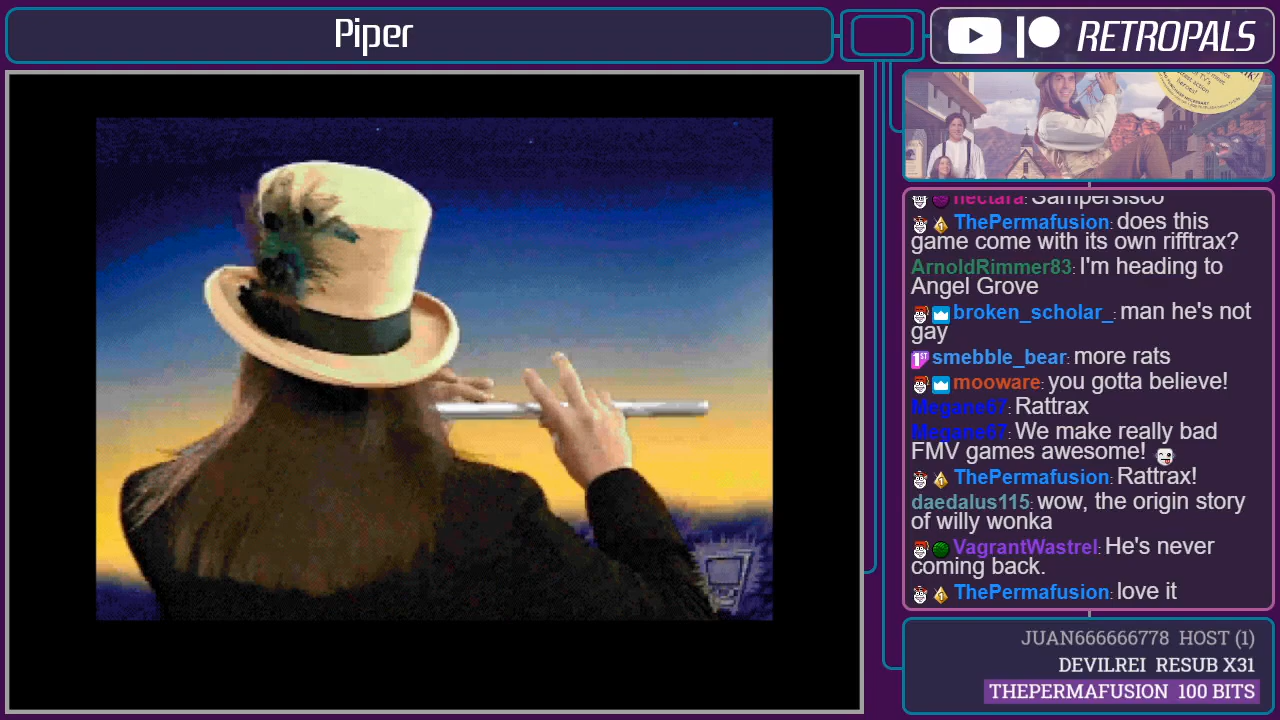 Piper
RETROPALS
nectara: Sampersisco
ThePermafusion: does this
game come with its own rifftrax?
ArnoldRimmer83: I'm heading to
Angel Grove
broken_scholar_: man he's not
gay
1ST smebble_bear: more rats
mooware: you gotta believe!
Megane67: Rattrax
Megane67: We make really bad
FMV games awesome!
ThePermafusion: Rattrax!
daedalus115: wow, the origin story
of willy wonka
VagrantWastrel: He's never
coming back.
ThePermafusion: love it
JUAN666666778 HOST (1)
DEVILREI RESUB X31
THEPERMAFUSION 100 BITS